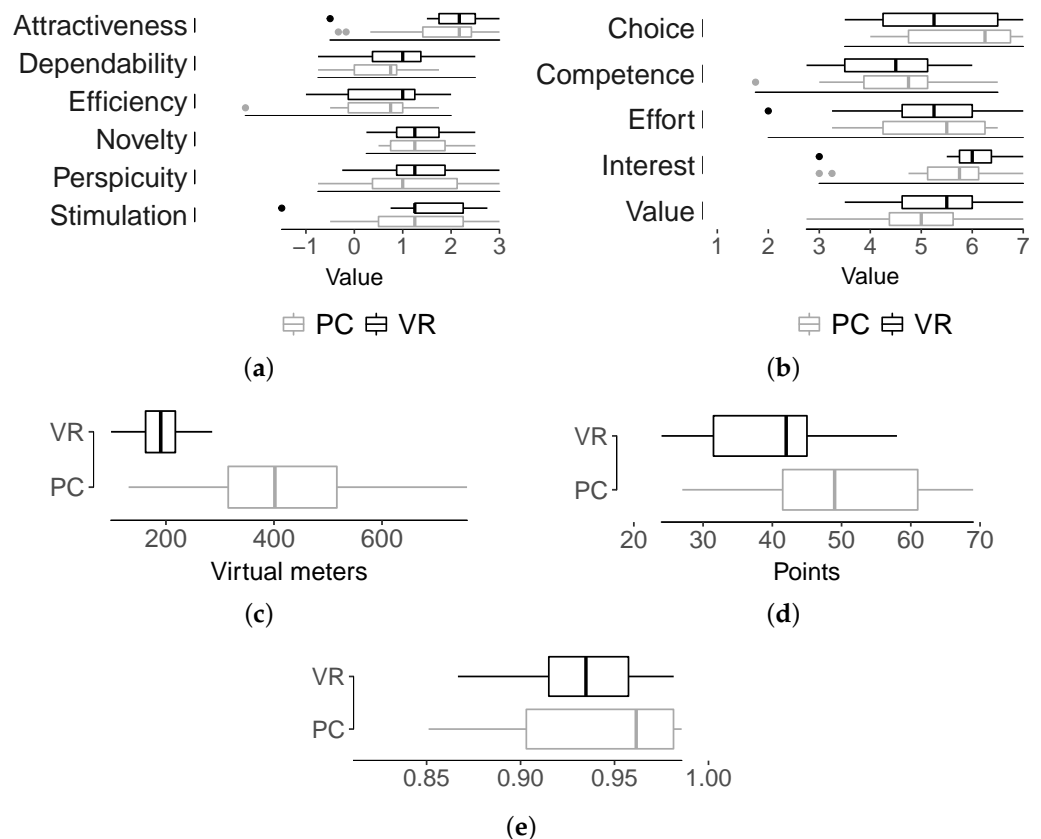 Attractiveness
Dependability
Efficiency
Novelty
Perspicuity
Stimulation
−1 0 1 2 3
Value
PC VR
(a)
Choice
Competence
Effort
Interest
Value
1 2 3 4 5 6 7
Value
PC VR
(b)
VR
PC
200 400 600
Virtual meters
(c)
VR
PC
20 30 40 50 60 70
Points
(d)
VR
PC
0.85 0.90 0.95 1.00
(e)